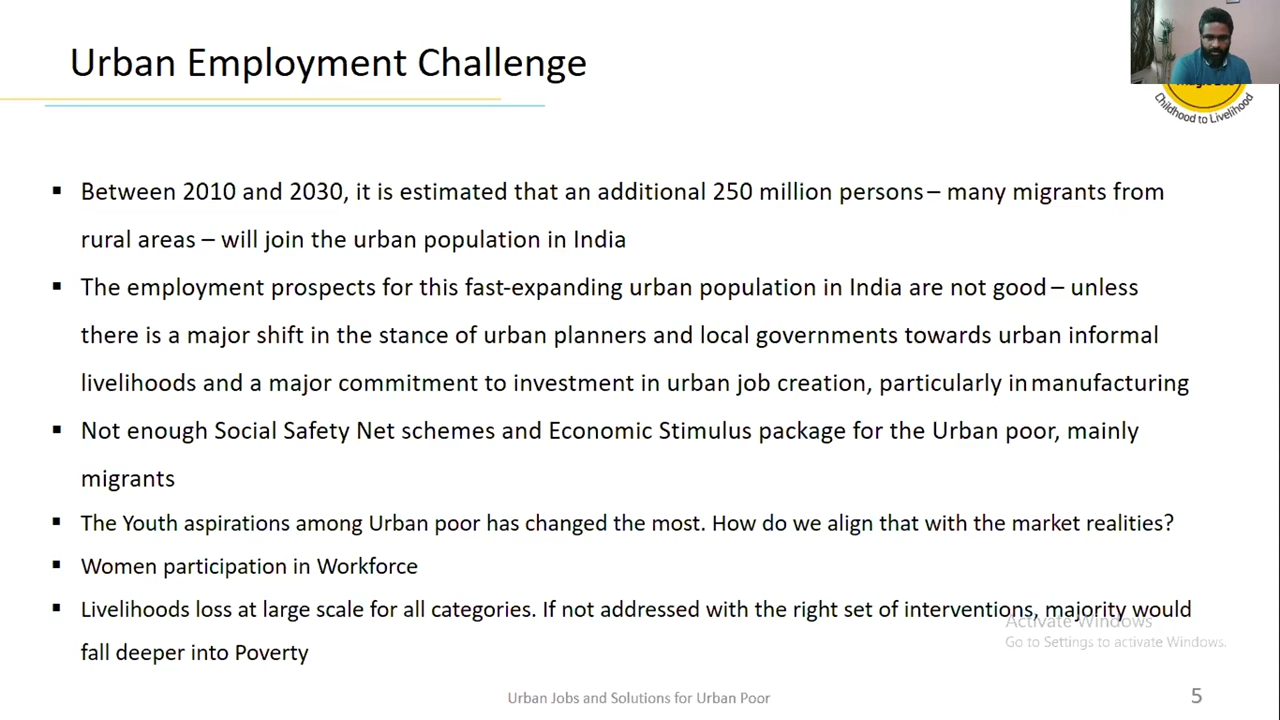 Urban Employment Challenge
Childhood to Livelihood
▪ Between 2010 and 2030, it is estimated that an additional 250 million persons – many migrants from
rural areas – will join the urban population in India
▪ The employment prospects for this fast-expanding urban population in India are not good – unless
there is a major shift in the stance of urban planners and local governments towards urban informal
livelihoods and a major commitment to investment in urban job creation, particularly in manufacturing
▪ Not enough Social Safety Net schemes and Economic Stimulus package for the Urban poor, mainly
migrants
▪ The Youth aspirations among Urban poor has changed the most. How do we align that with the market realities?
▪ Women participation in Workforce
▪ Livelihoods loss at large scale for all categories. If not addressed with the right set of interventions, majority would
fall deeper into Poverty
Activate Windows
Go to Settings to activate Windows.
Urban Jobs and Solutions for Urban Poor
5